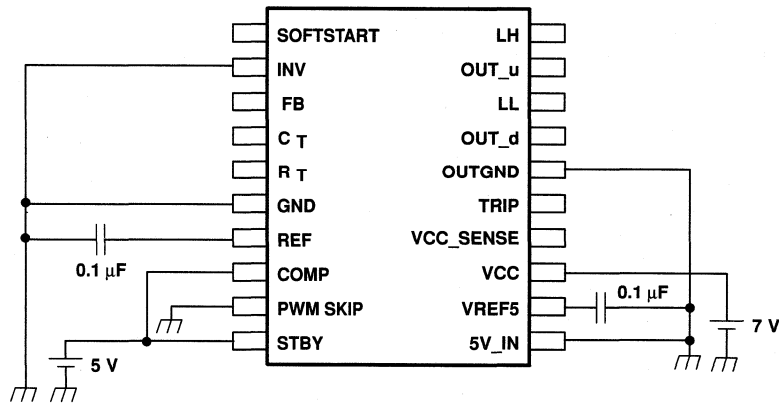 SOFTSTART LH
INV OUT_u
FB LL
C T OUT_d
R T OUTGND
GND TRIP
REF VCC_SENSE
0.1 µF
COMP VCC
0.1 µF
PWM SKIP VREF5
7 V
STBY 5V_IN
5 V